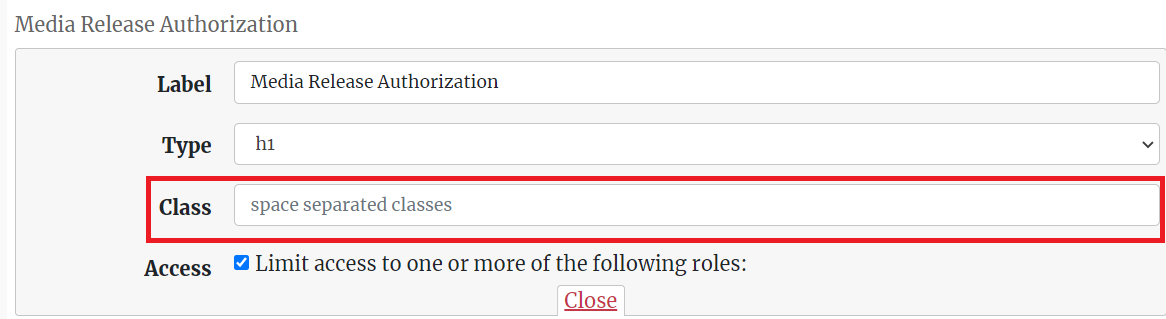 Media Release Authorization
Label Media Release Authorization
Type h1
Class space separated classes
Access Limit access to one or more of the following roles:
Close